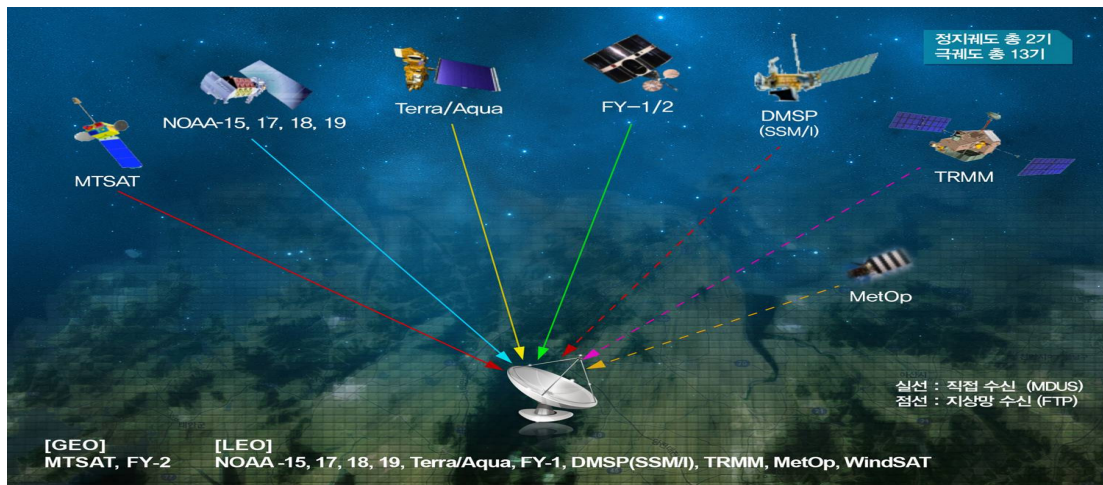 정지궤도 총 2기
극궤도 총 13기
MTSAT
NOAA-15, 17, 18, 19
Terra/Aqua
FY-1/2
DMSP
(SSM/I)
TRMM
MetOp
실선 : 직접 수신 (MDUS)
점선 : 지상망 수신 (FTP)
[GEO]
MTSAT, FY-2
[LEO]
NOAA -15, 17, 18, 19, Terra/Aqua, FY-1, DMSP(SSM/I), TRMM, MetOp, WindSAT